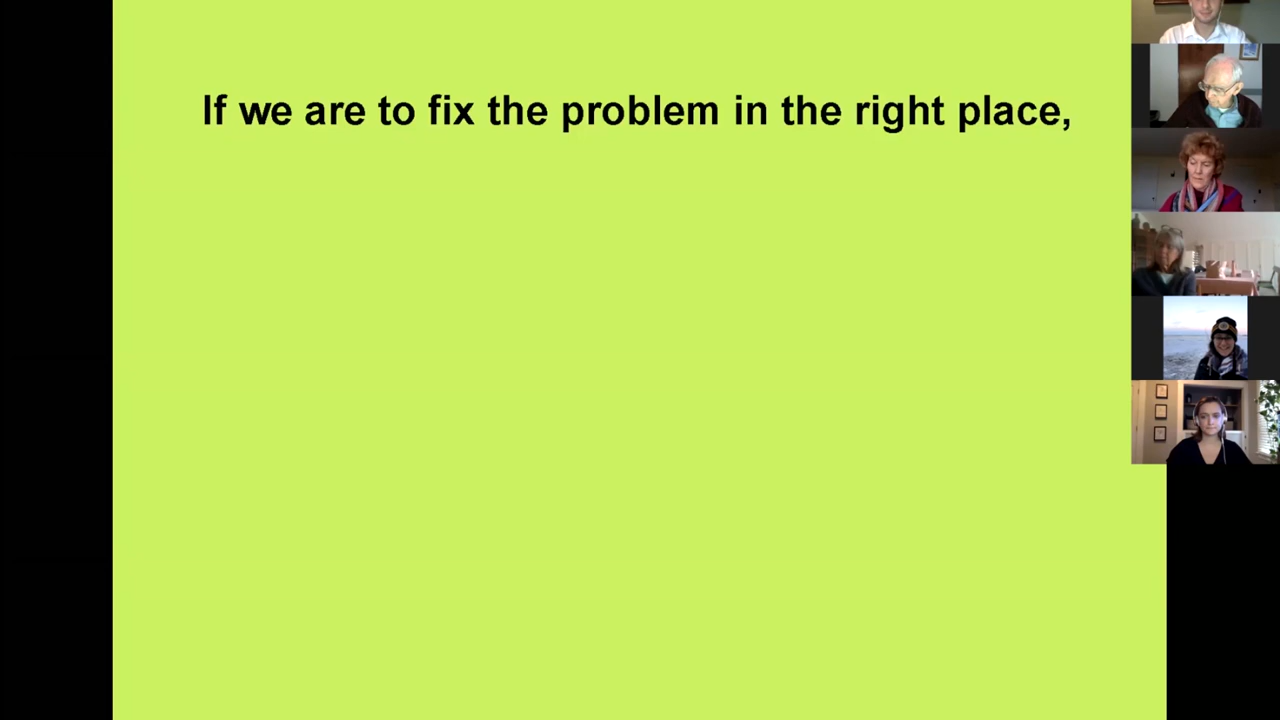 If we are to fix the problem in the right place,